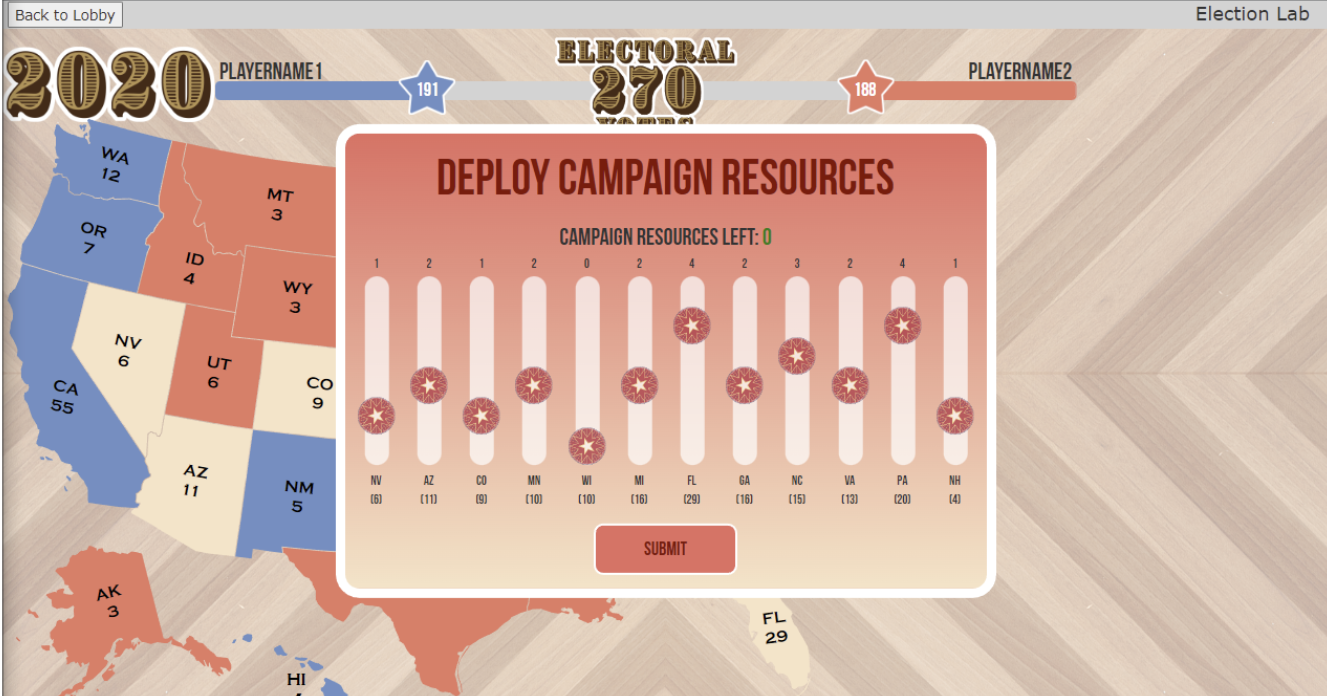 Back to Lobby
Election Lab
2020
PLAYERNAME1
191
ELECTORAL
270
VOTES
188
PLAYERNAME2
WA
12
OR
7
CA
55
NV
6
ID
4
MT
3
WY
3
UT
6
CO
9
AZ
11
NM
5
AK
3
HI
FL
29
DEPLOY CAMPAIGN RESOURCES
CAMPAIGN RESOURCES LEFT: 0
1 2 1 2 0 2 4 2 3 2 4 1
NV AZ CO MN WI MI FL GA NC VA PA NH
(6) (11) (9) (10) (10) (16) (29) (16) (15) (13) (20) (4)
SUBMIT